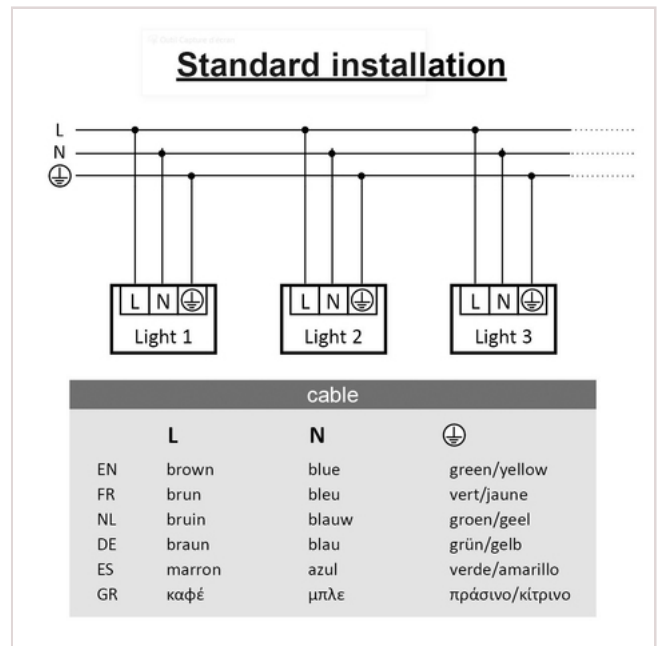 Standard installation
L
N
L N
L N
L N
Light 1
Light 2
Light 3
cable
L N
EN brown blue green/yellow
FR brun bleu vert/jaune
NL bruin blauw groen/geel
DE braun blau grün/gelb
ES marron azul verde/amarillo
GR καφέ μπλε πράσινο/κίτρινο